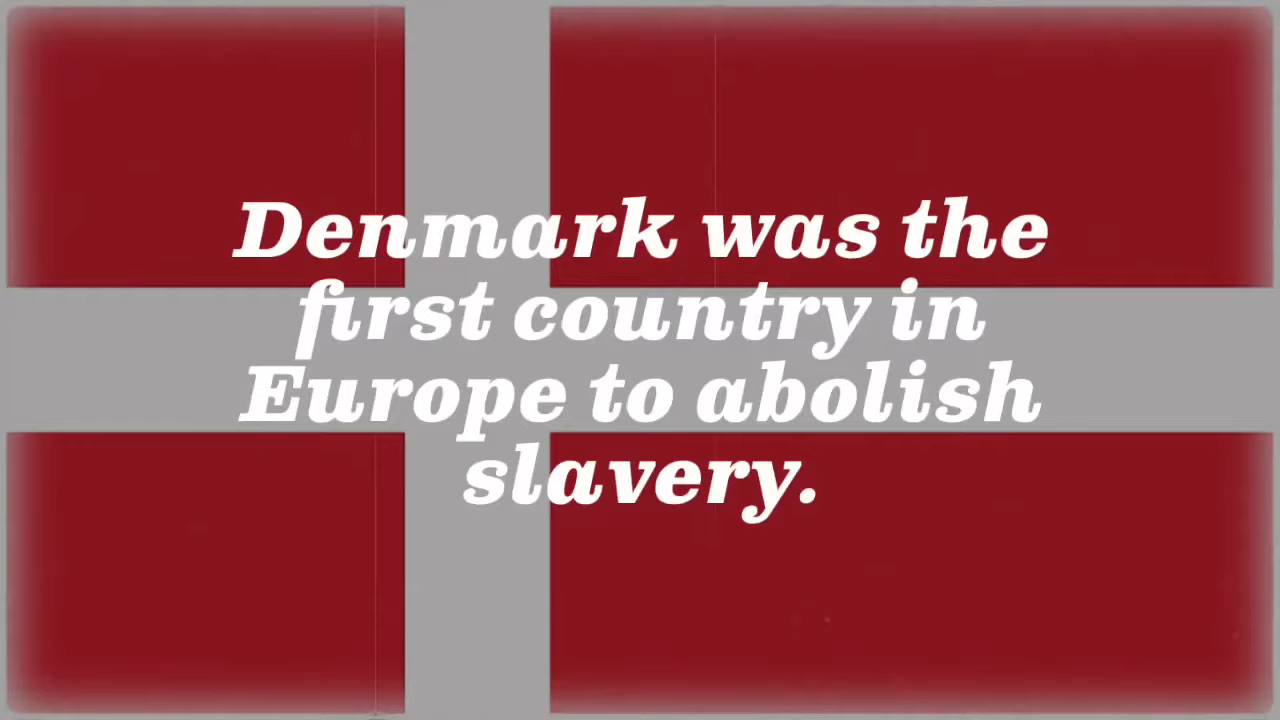 Denmark was the
first country in
Europe to abolish
slavery.